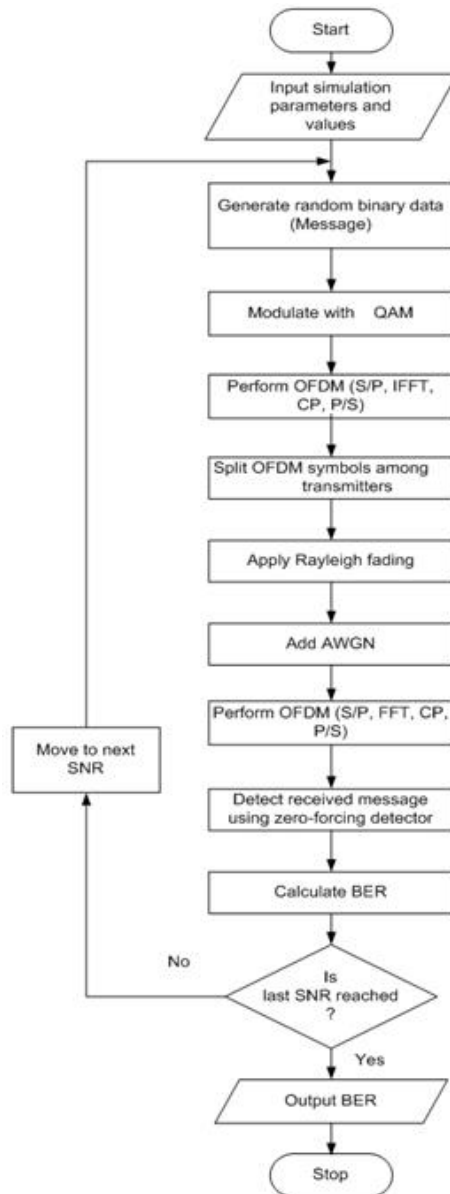 Start
Input simulation
parameters and
values
Generate random binary data
(Message)
Modulate with QAM
Perform OFDM (S/P, IFFT,
CP, P/S)
Split OFDM symbols among
transmitters
Apply Rayleigh fading
Add AWGN
Perform OFDM (S/P, FFT, CP,
P/S)
Move to next
SNR
Detect received message
using zero-forcing detector
Calculate BER
No
Is
last SNR reached
?
Yes
Output BER
Stop